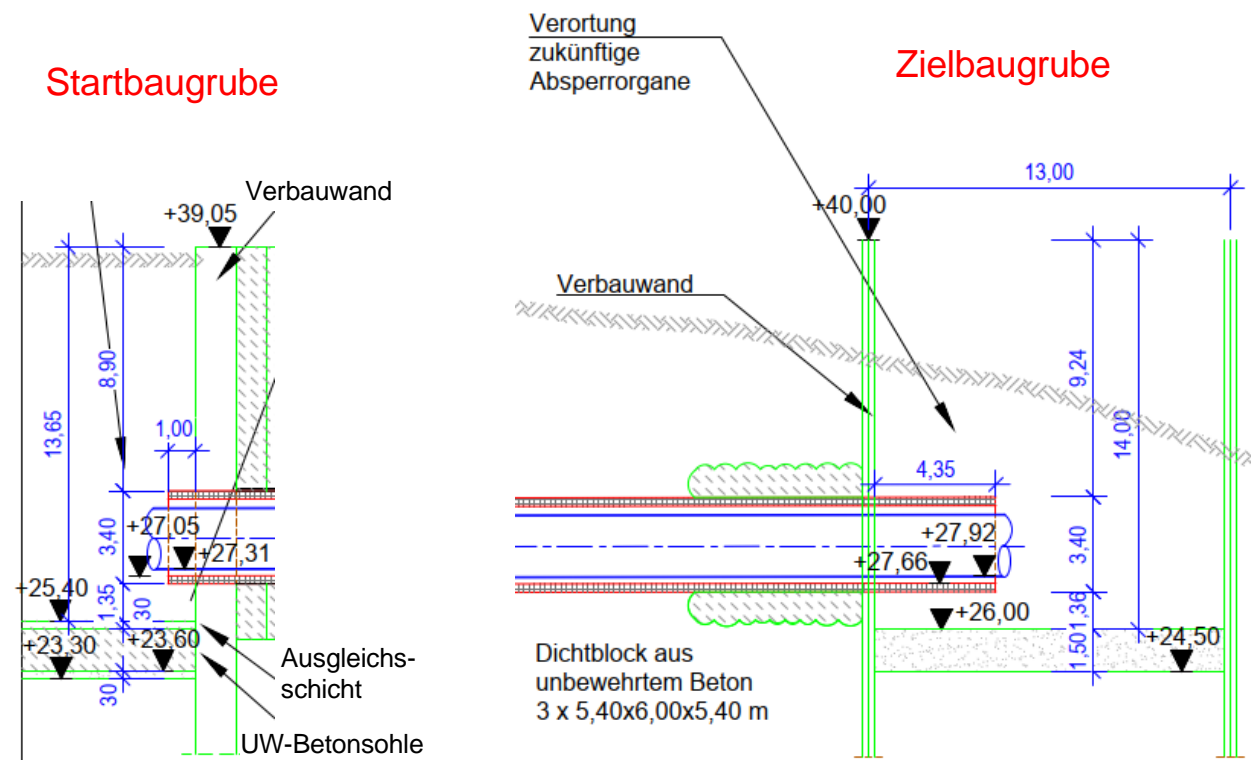 Startbaugrube
Verbauwand
+39,05
8,90
13,65
1,00
3,40
+27,05
+27,31
+25,40
1,35
30
+23,30
+23,60
30
Ausgleichs-
schicht
UW-Betonsohle
Verortung
zukünftige
Absperrorgane
Zielbaugrube
13,00
+40,00
Verbauwand
9,24
14,00
4,35
+27,92
+27,66
3,40
+26,00
1,36
1,50
+24,50
Dichtblock aus
unbewehrtem Beton
3 x 5,40x6,00x5,40 m